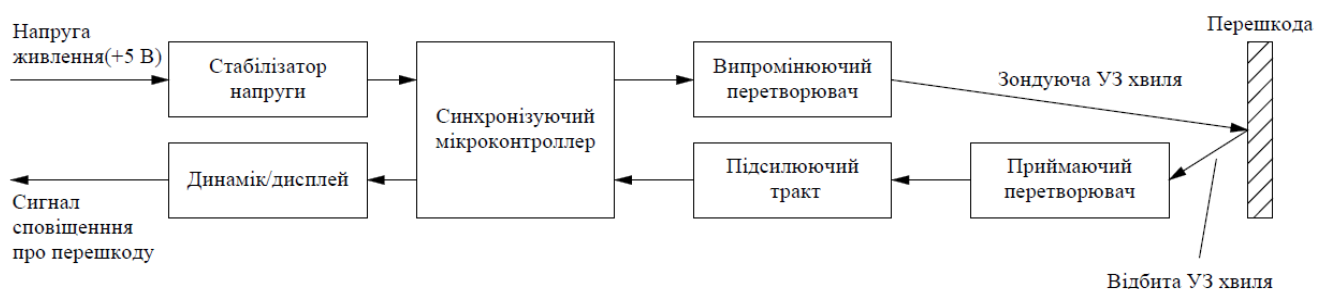 Напруга
живлення(+5 В)
Стабілізатор
напруги
Синхронізуючий
мікроконтроллер
Випромінюючий
перетворювач
Зондуюча УЗ хвиля
Перешкода
Динамік/дисплей
Підсилюючий
тракт
Приймаючий
перетворювач
Сигнал
сповіщенння
про перешкоду
Відбита УЗ хвиля